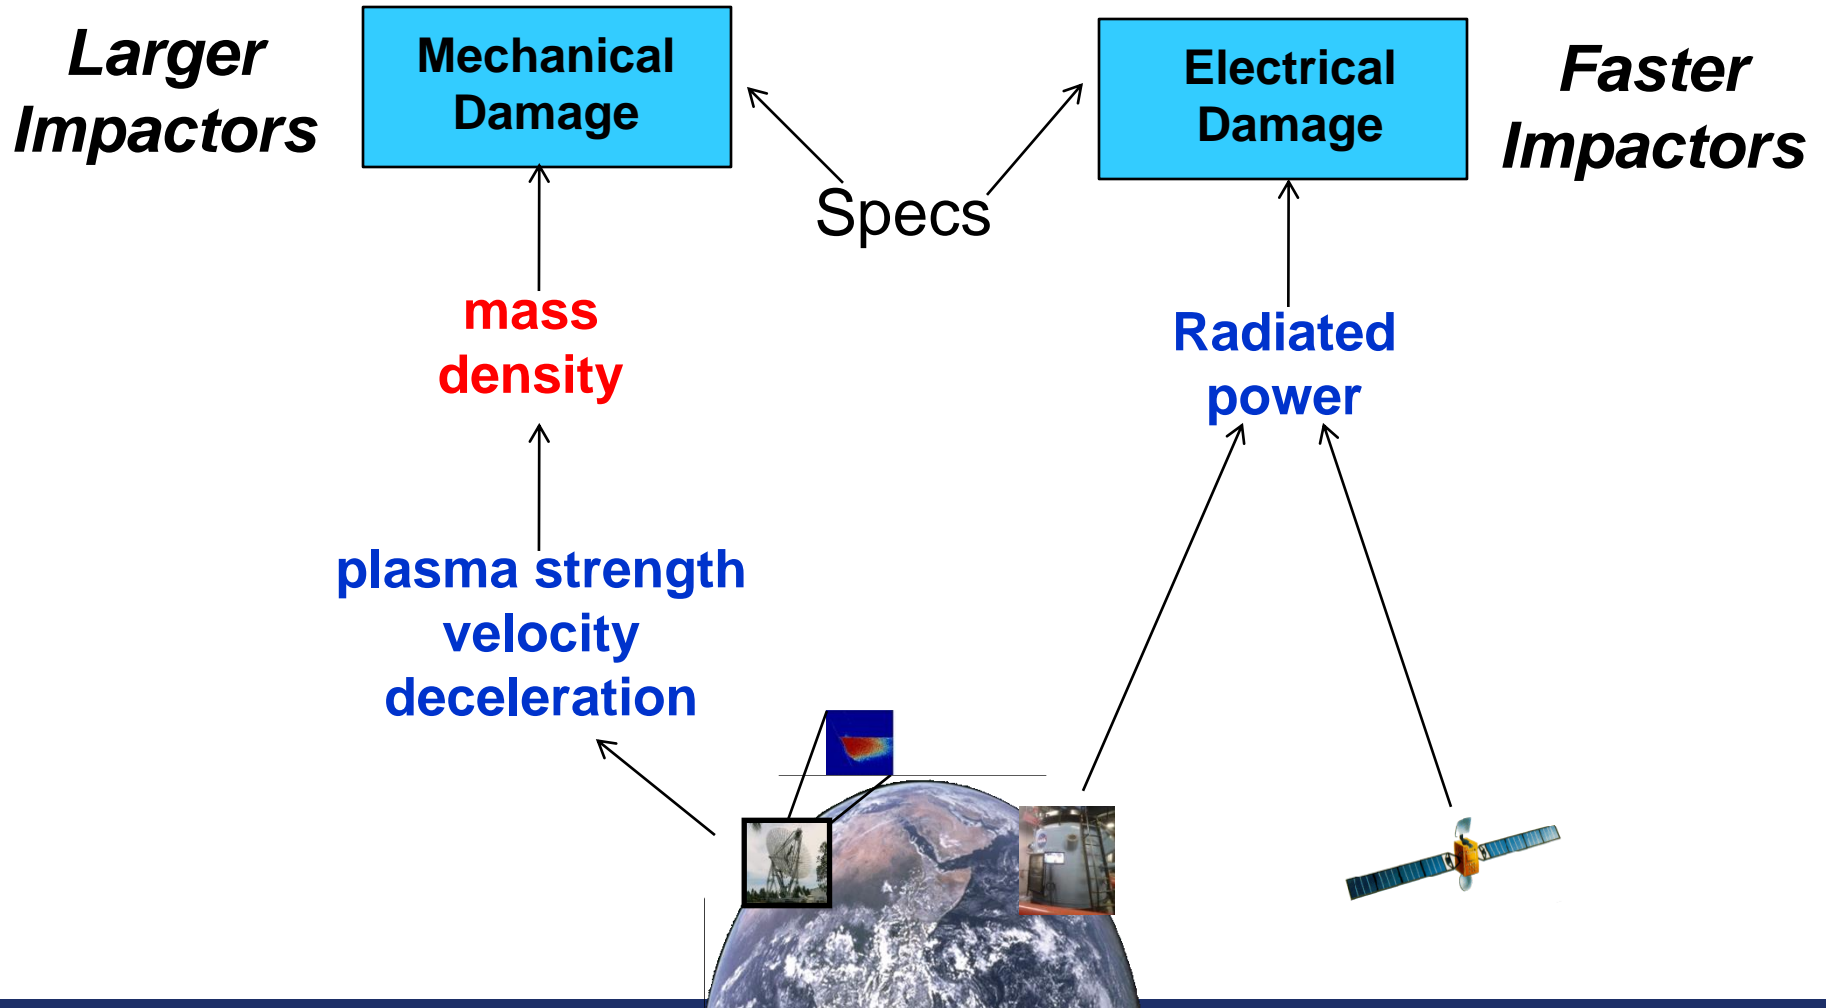 Larger
Impactors
Mechanical
Damage
Electrical
Damage
Faster
Impactors
Specs
mass
density
Radiated
power
plasma strength
velocity
deceleration